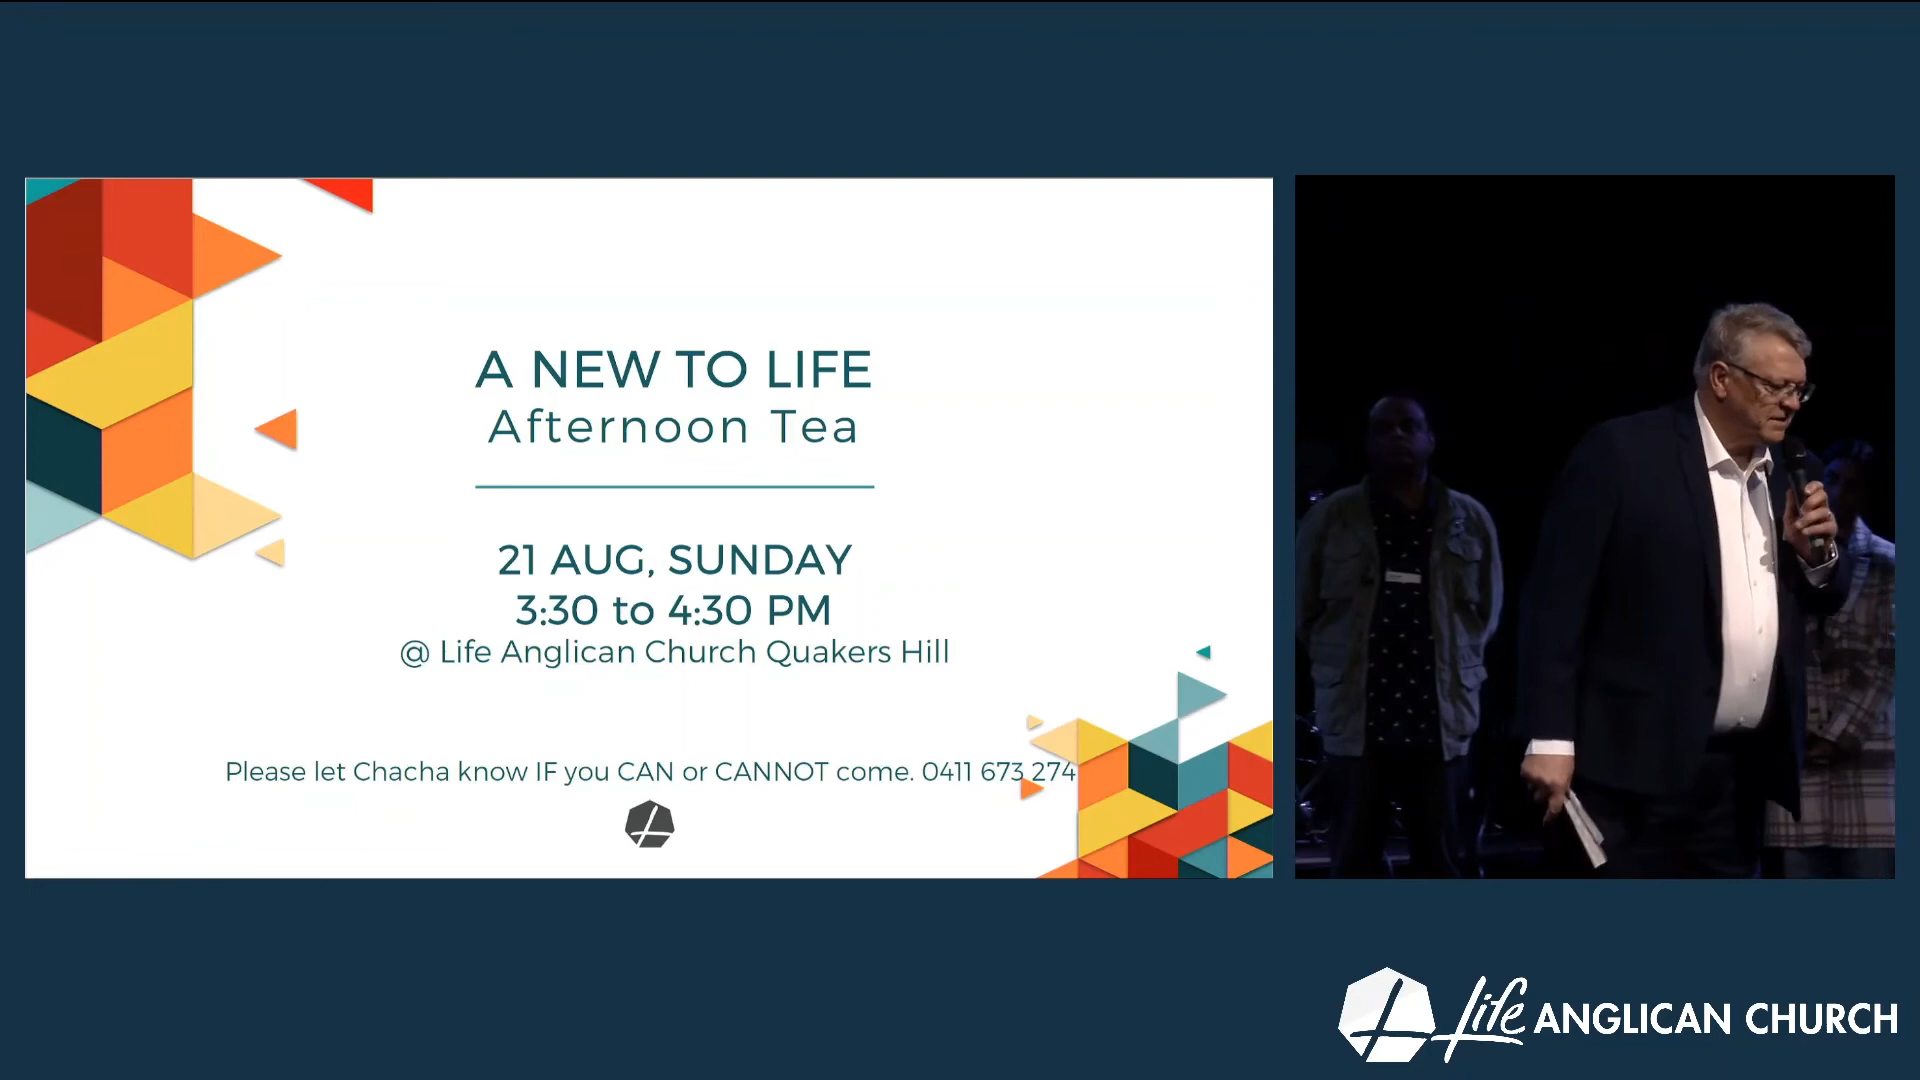 A NEW TO LIFE
Afternoon Tea
21 AUG, SUNDAY
3:30 to 4:30 PM
@ Life Anglican Church Quakers Hill
Please let Chacha know IF you CAN or CANNOT come. 0411 673 274
Life ANGLICAN CHURCH